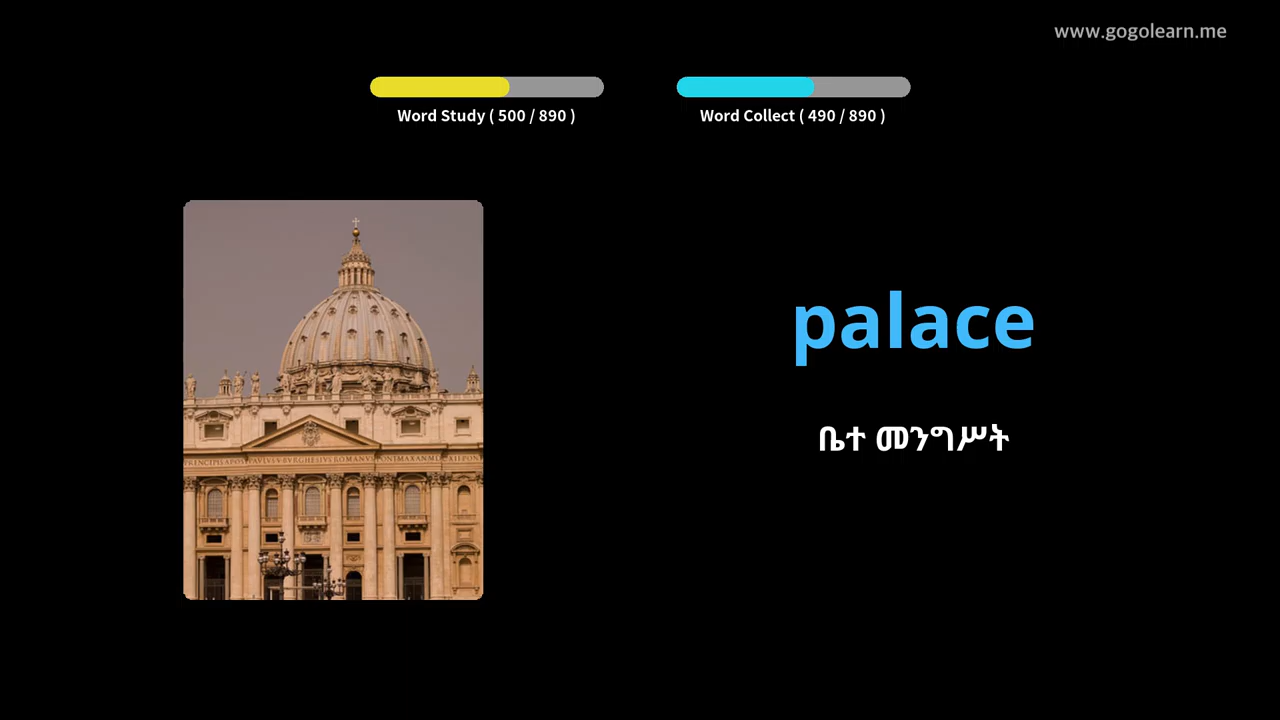 www.gogolearn.me
Word Study ( 500 / 890 )
Word Collect ( 490 / 890 )
palace
ቤተ መንግሥት